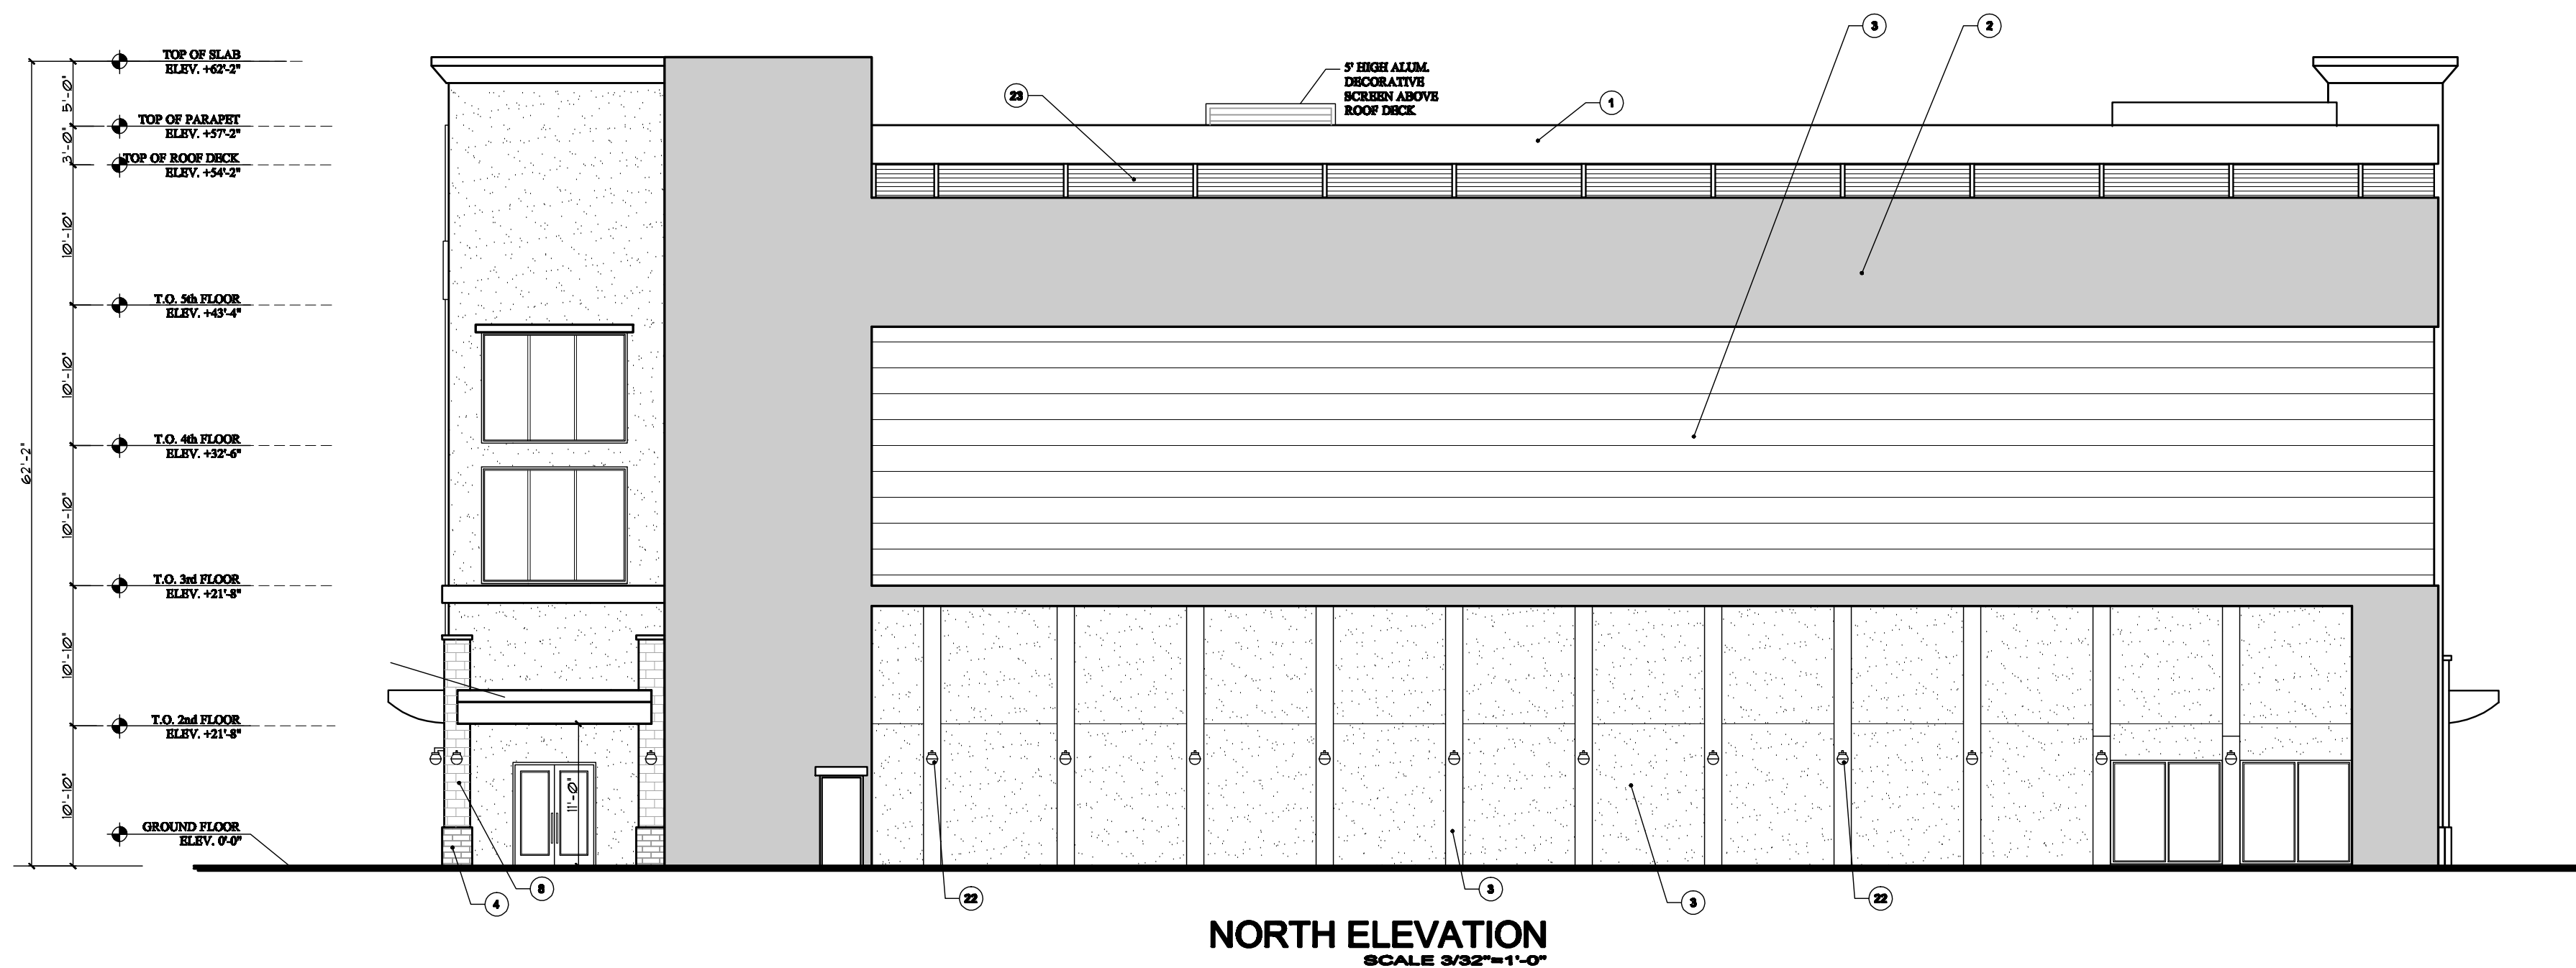 3
2
TOP OF SLAB
ELEV. +62'-2"
5' HIGH ALUM.
DECORATIVE
SCREEN ABOVE
ROOF DECK
23
1
5'-0"
TOP OF PARAPET
ELEV. +57'-2"
3'-0"
TOP OF ROOF DECK
ELEV. +54'-2"
10'-10"
T.O. 5th FLOOR
ELEV. +43'-4"
10'-10"
T.O. 4th FLOOR
ELEV. +32'-6"
62'-2"
10'-10"
T.O. 3rd FLOOR
ELEV. +21'-8"
10'-10"
T.O. 2nd FLOOR
ELEV. +21'-8"
10'-10"
11'-0"
GROUND FLOOR
ELEV. 0'-0"
8
4
22
3
3
22
NORTH ELEVATION
SCALE 3/32"=1'-0"